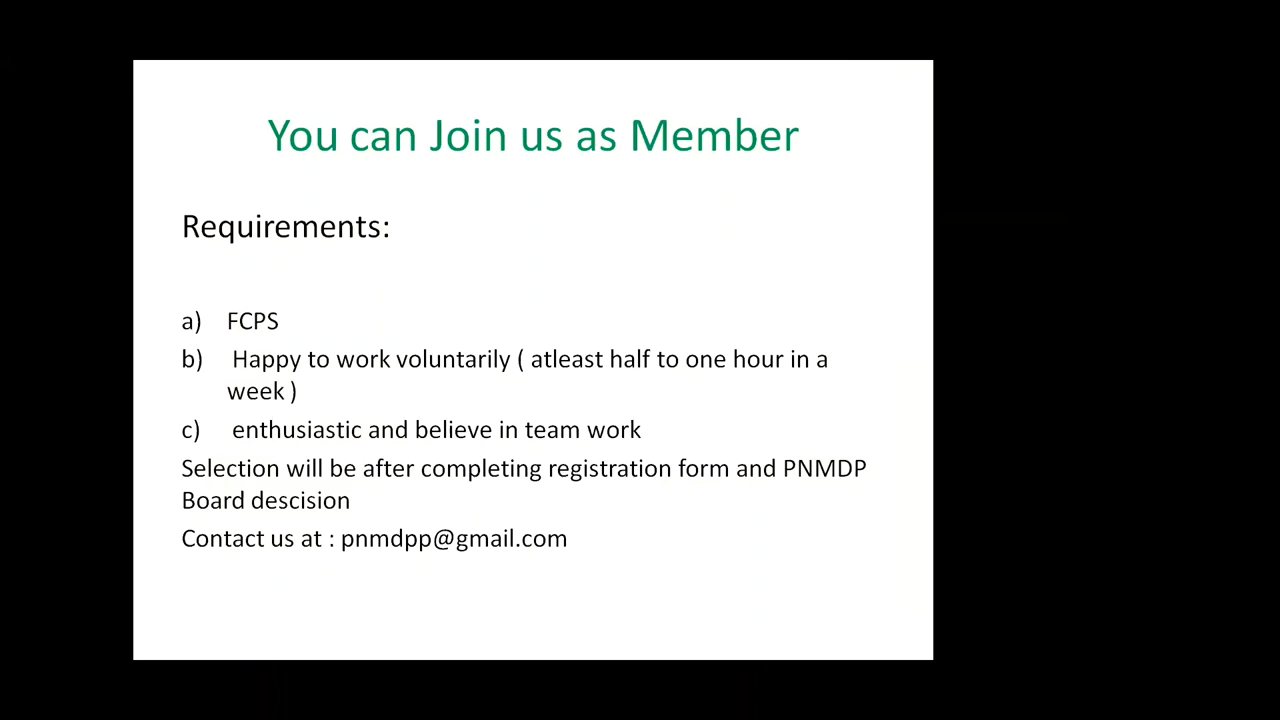 You can Join us as Member
Requirements:
a) FCPS
b) Happy to work voluntarily ( atleast half to one hour in a
week )
c) enthusiastic and believe in team work
Selection will be after completing registration form and PNMDP
Board descision
Contact us at : pnmdpp@gmail.com